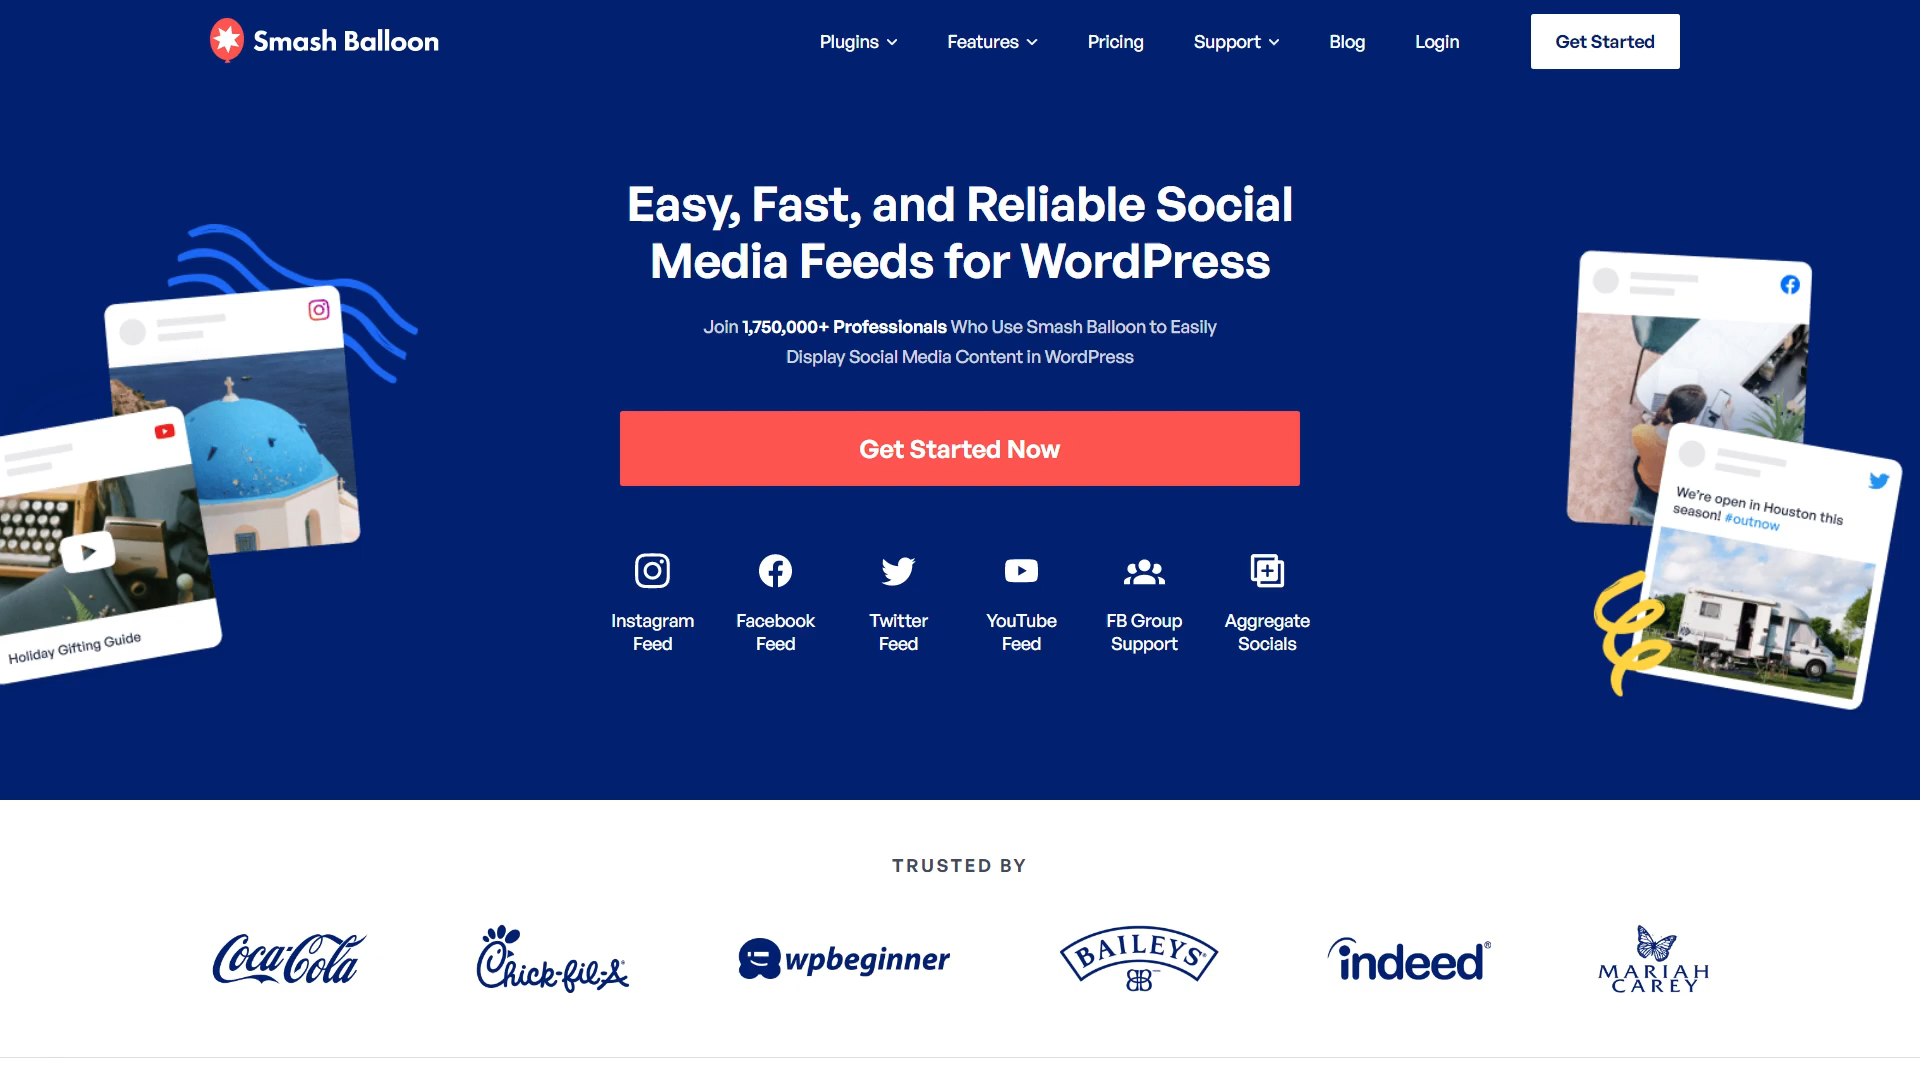 Smash Balloon
Plugins
Features
Pricing
Support
Blog
Login
Get Started
Easy, Fast, and Reliable Social
Media Feeds for WordPress
Join 1,750,000+ Professionals Who Use Smash Balloon to Easily
Display Social Media Content in WordPress
Get Started Now
Instagram
Feed
Facebook
Feed
Twitter
Feed
YouTube
Feed
FB Group
Support
Aggregate
Socials
Holiday Gifting Guide
We're open in Houston this
season! #outnow
TRUSTED BY
Coca-Cola
Chick-fil-A
wpbeginner
BAILEYS
indeed®
MARIAH
CAREY